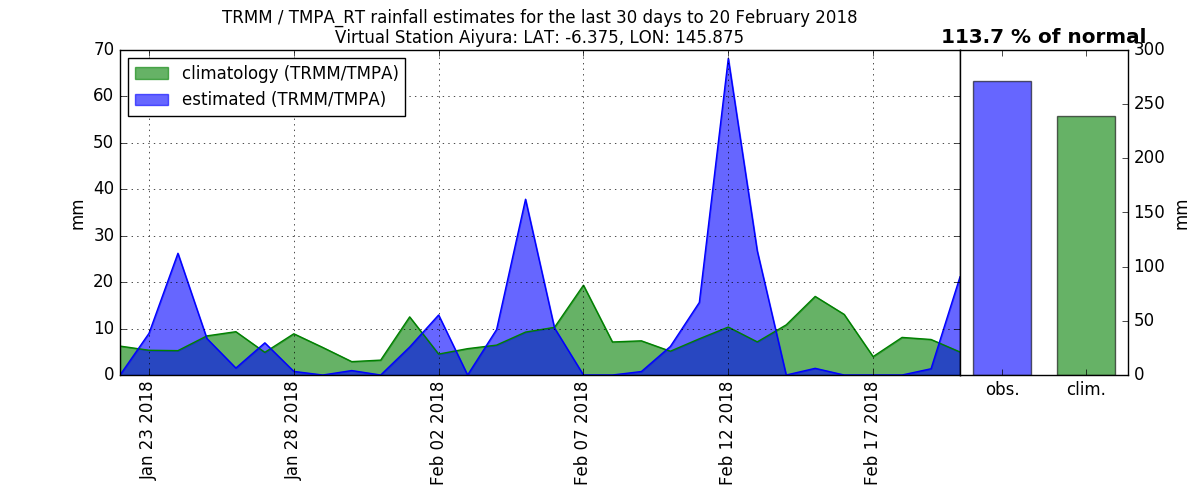 TRMM / TMPA_RT rainfall estimates for the last 30 days to 20 February 2018
Virtual Station Aiyura: LAT: -6.375, LON: 145.875
113.7 % of normal
climatology (TRMM/TMPA)
estimated (TRMM/TMPA)
70
60
50
40
30
20
10
0
mm
Jan 23 2018
Jan 28 2018
Feb 02 2018
Feb 07 2018
Feb 12 2018
Feb 17 2018
obs.
clim.
300
250
200
150
100
50
0
mm